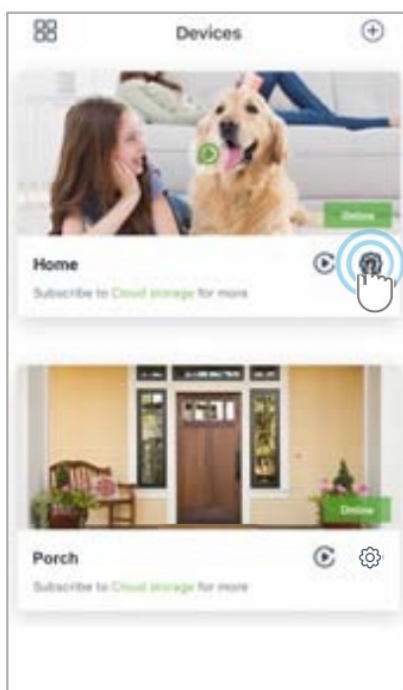 Devices
Online
Home
Subscribe to Cloud storage for more
Online
Porch
Subscribe to Cloud storage for more